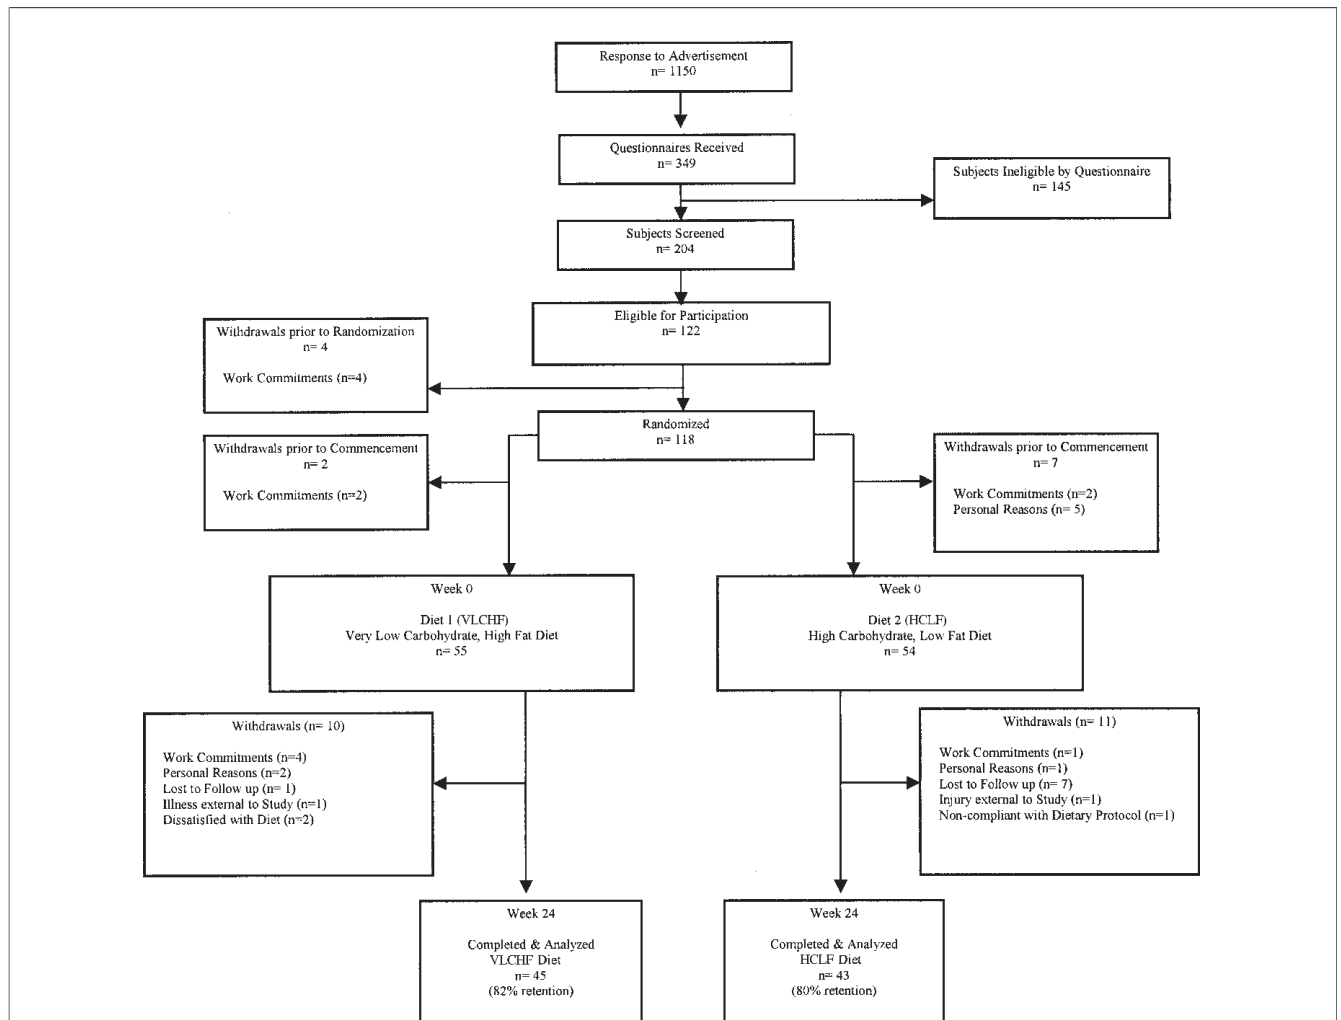 Response to Advertisement
n= 1150
Questionnaires Received
n= 349
Subjects Ineligible by Questionnaire
n= 145
Subjects Screened
n= 204
Eligible for Participation
n= 122
Withdrawals prior to Randomization
n= 4
Work Commitments (n=4)
Randomized
n= 118
Withdrawals prior to Commencement
n= 2
Work Commitments (n=2)
Withdrawals prior to Commencement
n= 7
Work Commitments (n=2)
Personal Reasons (n= 5)
Week 0
Diet 1 (VLCHF)
Very Low Carbohydrate, High Fat Diet
n= 55
Week 0
Diet 2 (HCLF)
High Carbohydrate, Low Fat Diet
n= 54
Withdrawals (n= 10)
Work Commitments (n=4)
Personal Reasons (n=2)
Lost to Follow up (n= 1)
Illness external to Study (n=1)
Dissatisfied with Diet (n=2)
Withdrawals (n= 11)
Work Commitments (n=1)
Personal Reasons (n=1)
Lost to Follow up (n= 7)
Injury external to Study (n=1)
Non-compliant with Dietary Protocol (n=1)
Week 24
Completed & Analyzed
VLCHF Diet
n= 45
(82% retention)
Week 24
Completed & Analyzed
HCLF Diet
n= 43
(80% retention)